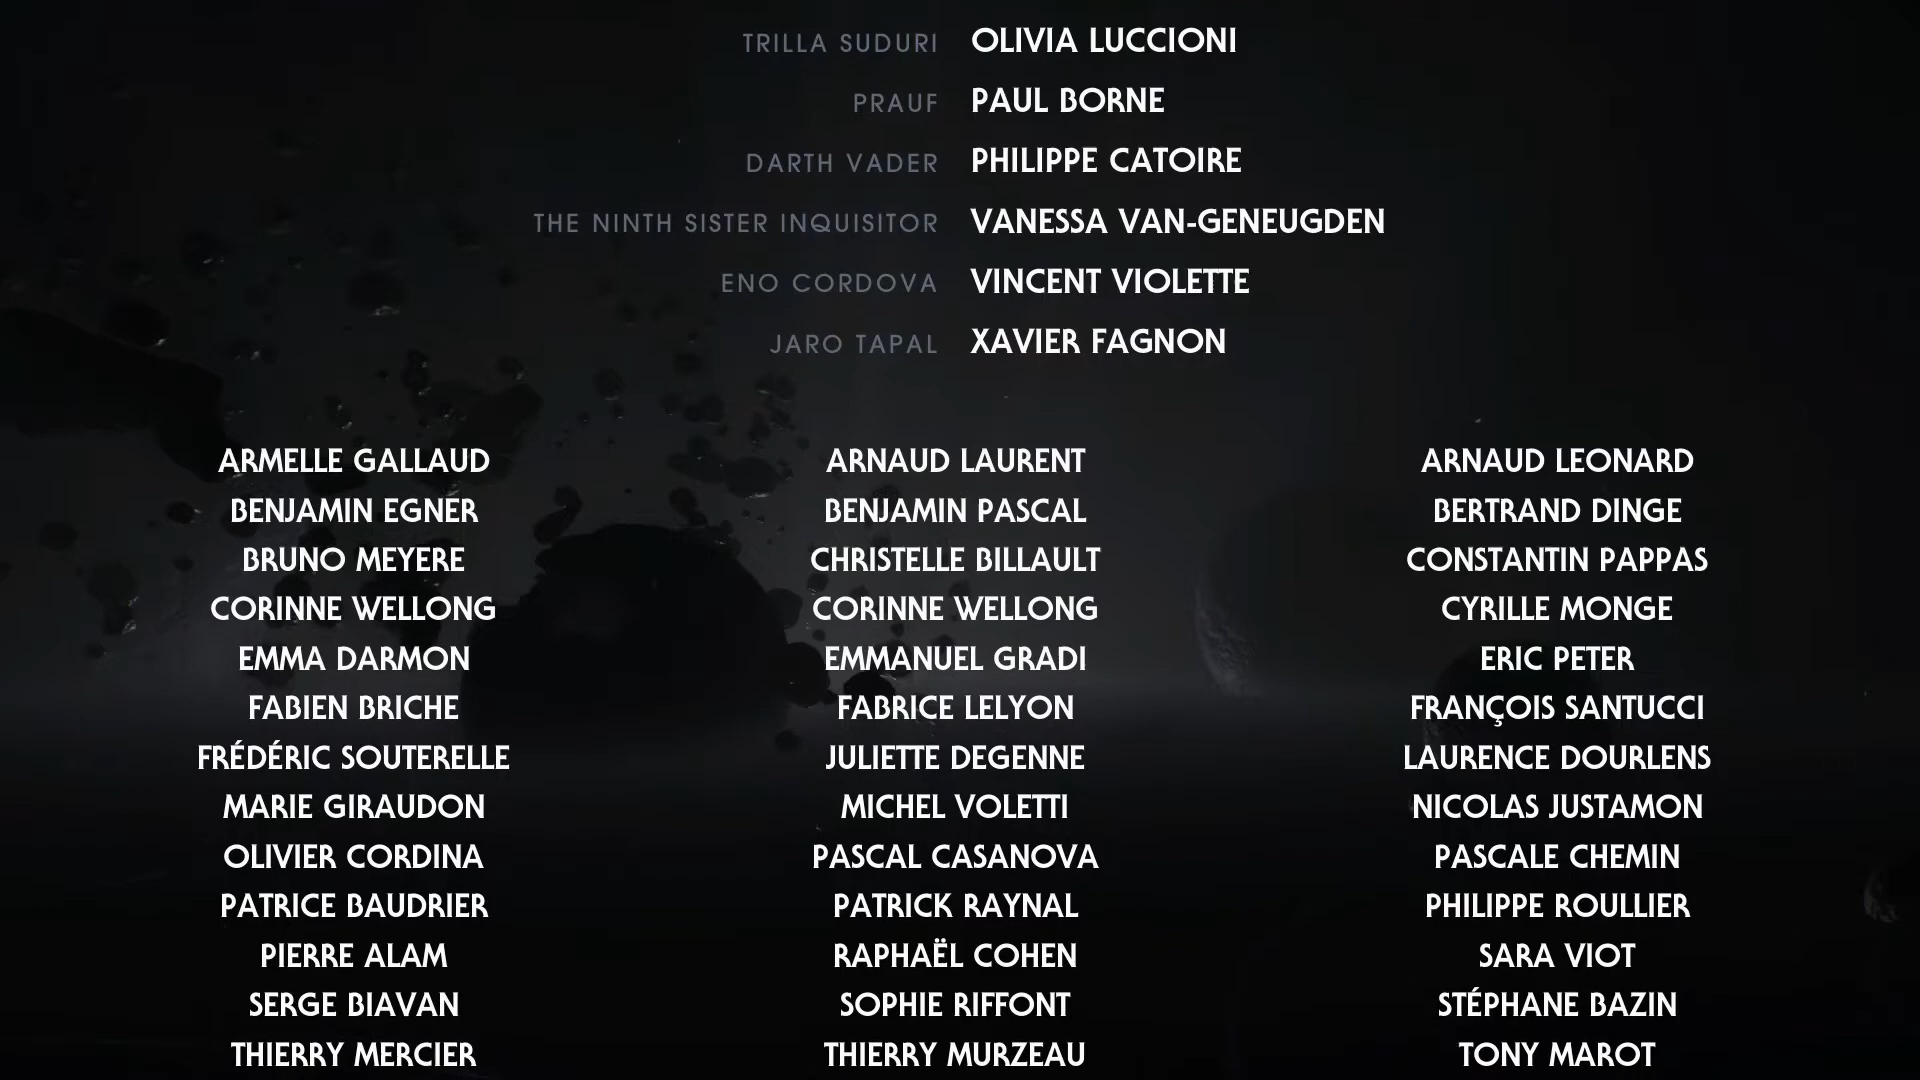 TRILLA SUDURI OLIVIA LUCCIONI
PRAUF PAUL BORNE
DARTH VADER PHILIPPE CATOIRE
THE NINTH SISTER INQUISITOR VANESSA VAN-GENEUGDEN
ENO CORDOVA VINCENT VIOLETTE
JARO TAPAL XAVIER FAGNON
ARMELLE GALLAUD ARNAUD LAURENT ARNAUD LEONARD
BENJAMIN EGNER BENJAMIN PASCAL BERTRAND DINGE
BRUNO MEYERE CHRISTELLE BILLAULT CONSTANTIN PAPPAS
CORINNE WELLONG CORINNE WELLONG CYRILLE MONGE
EMMA DARMON EMMANUEL GRADI ERIC PETER
FABIEN BRICHE FABRICE LELYON FRANÇOIS SANTUCCI
FRÉDÉRIC SOUTERELLE JULIETTE DEGENNE LAURENCE DOURLENS
MARIE GIRAUDON MICHEL VOLETTI NICOLAS JUSTAMON
OLIVIER CORDINA PASCAL CASANOVA PASCALE CHEMIN
PATRICE BAUDRIER PATRICK RAYNAL PHILIPPE ROULLIER
PIERRE ALAM RAPHAËL COHEN SARA VIOT
SERGE BIAVAN SOPHIE RIFFONT STÉPHANE BAZIN
THIERRY MERCIER THIERRY MURZEAU TONY MAROT